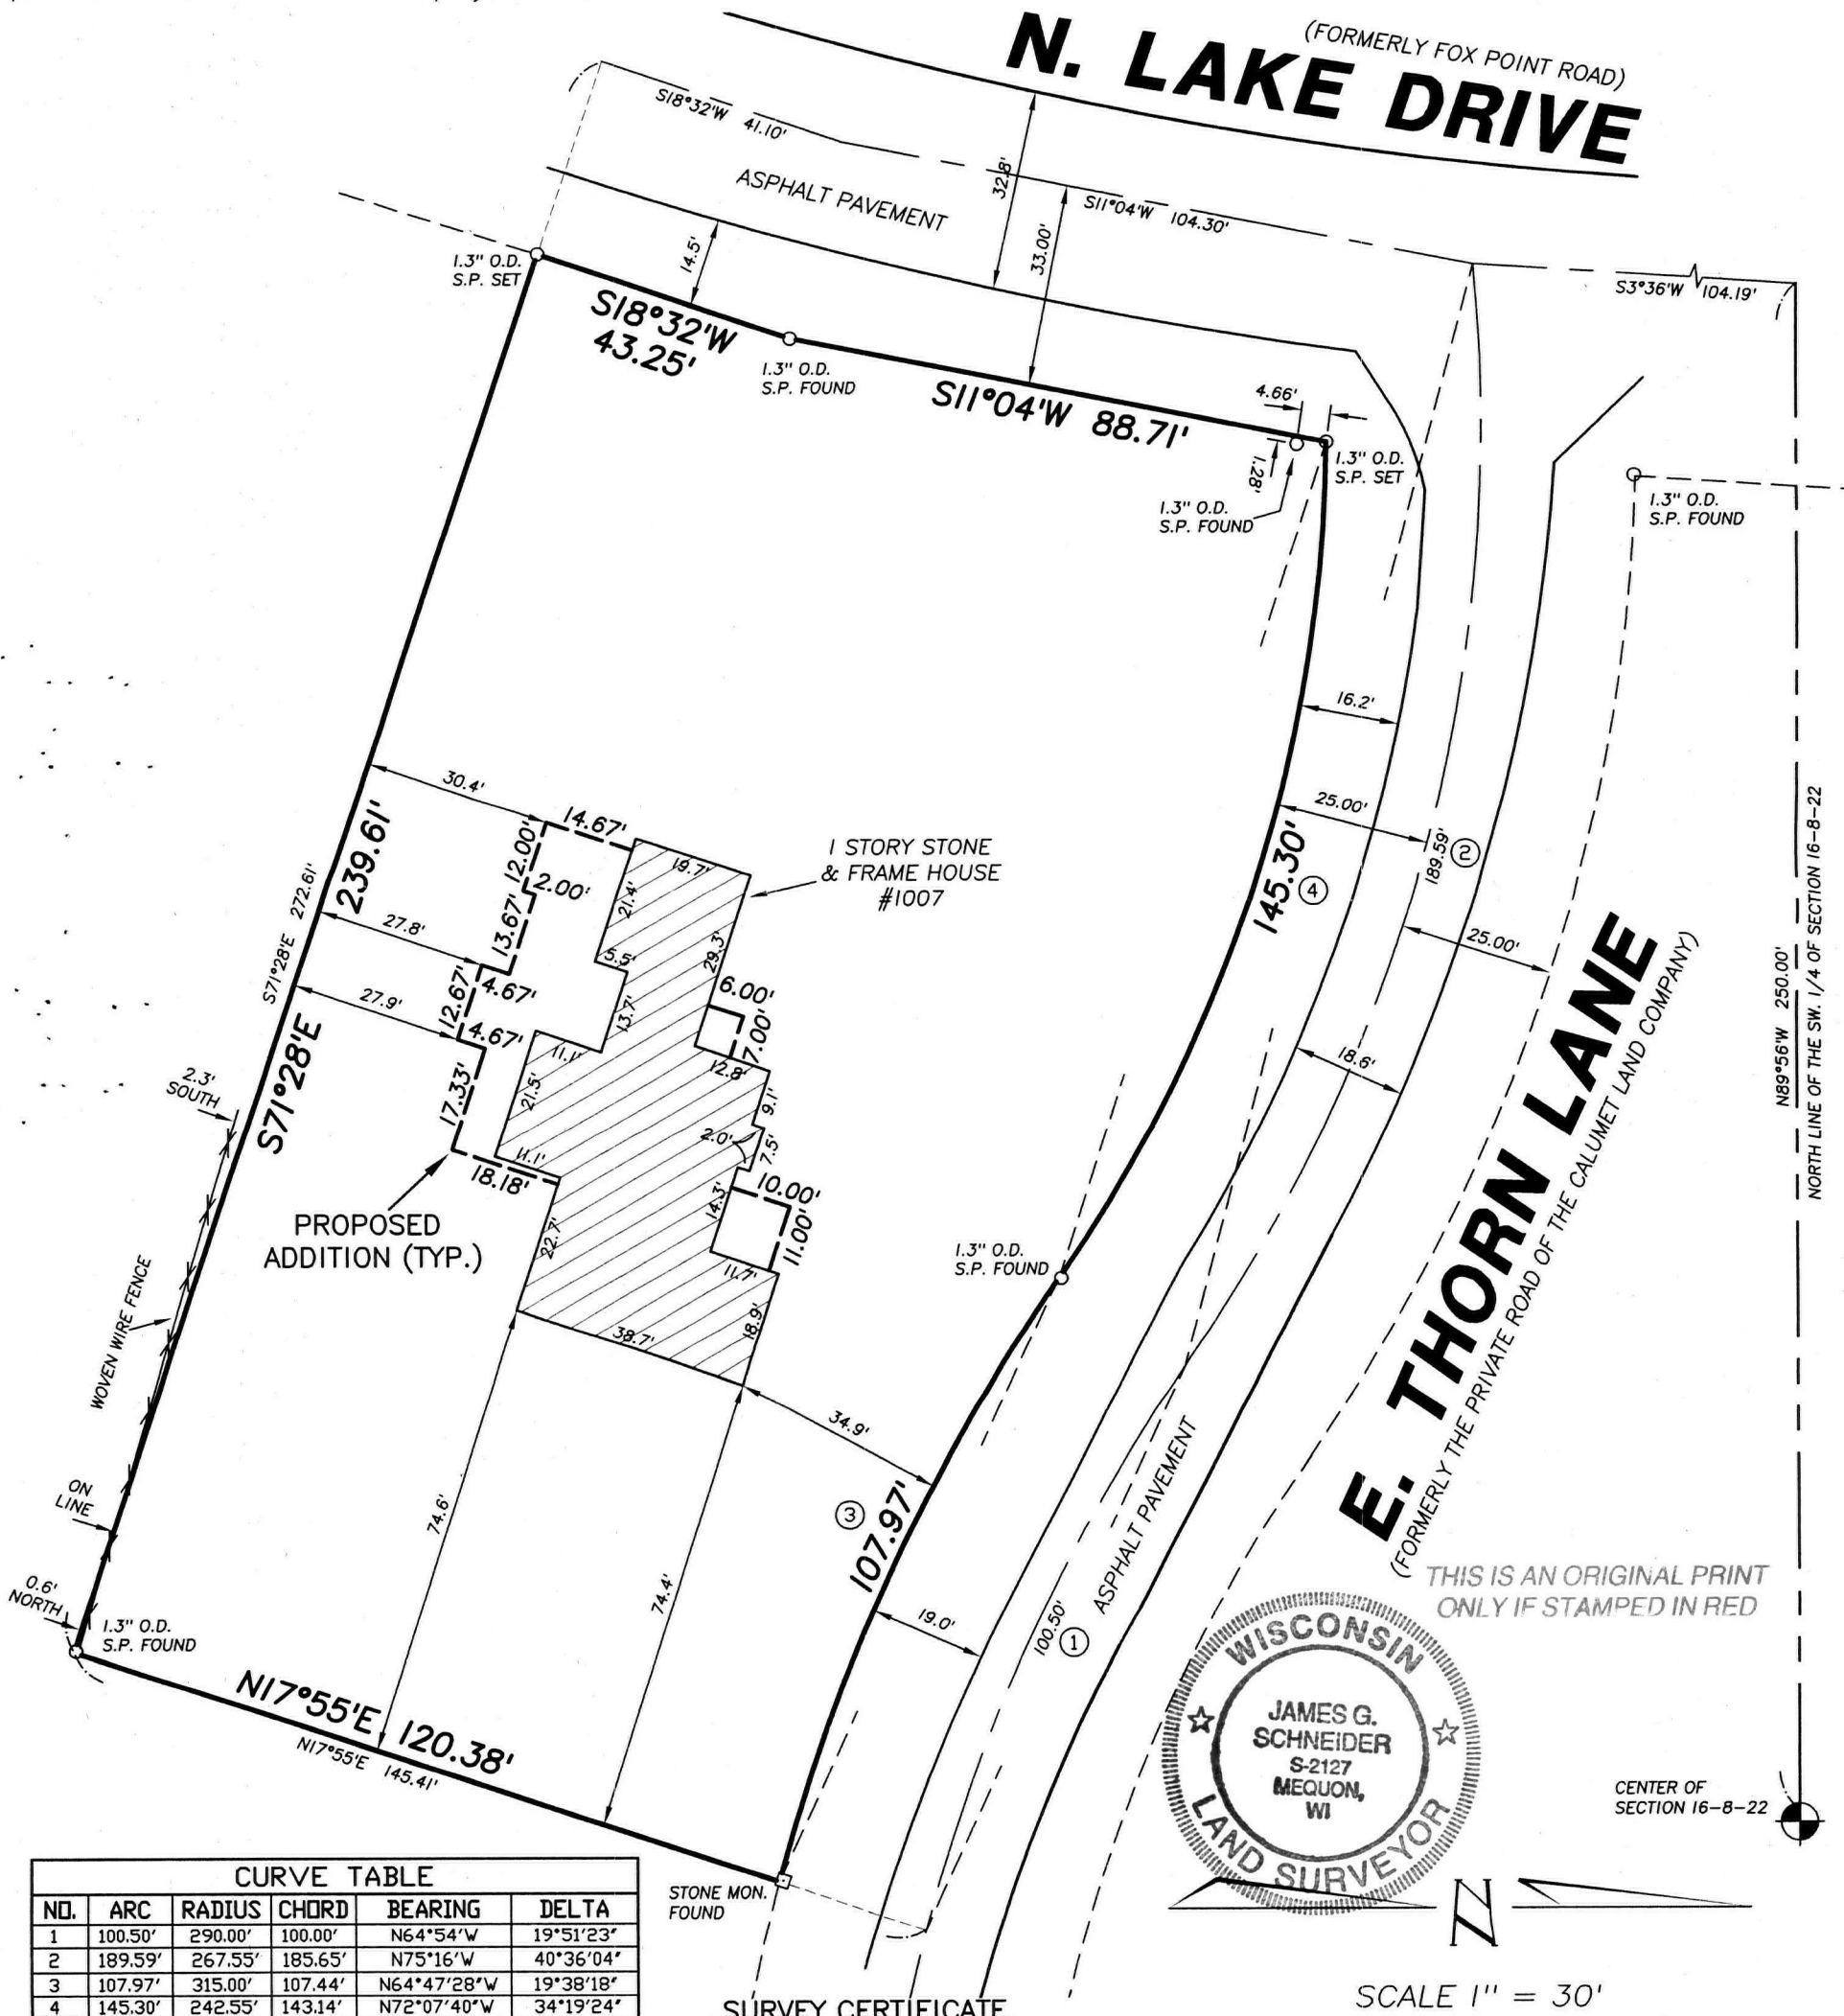 N. LAKE DRIVE
(FORMERLY FOX POINT ROAD)
S18°32'W 41.10'
ASPHALT PAVEMENT
32.8'
33.00'
S11°04'W 104.30'
S3°36'W 104.19'
14.5'
1.3" O.D.
S.P. SET
S18°32'W
43.25'
1.3" O.D.
S.P. FOUND
S11°04'W 88.71'
4.66'
1.28'
1.3" O.D.
S.P. SET
1.3" O.D.
S.P. FOUND
1.3" O.D.
S.P. FOUND
16.2'
25.00'
189.59' 2
145.30' 4
25.00'
18.6'
30.4'
14.67'
12.00'
2.00'
13.67'
27.8'
4.67'
12.67'
27.9'
4.67'
17.33'
18.18'
239.61'
S71°28'E 272.61'
S71°28'E
19.7'
21.4'
5.5'
13.7'
29.3'
11.1'
21.5'
11.1'
22.7'
38.7'
18.9'
11.7'
14.3'
2.0'
7.5'
9.1'
12.8'
6.00'
7.00'
10.00'
11.00'
1 STORY STONE
& FRAME HOUSE
#1007
PROPOSED
ADDITION (TYP.)
2.3'
SOUTH
WOVEN WIRE FENCE
ON
LINE
0.6'
NORTH
1.3" O.D.
S.P. FOUND
1.3" O.D.
S.P. FOUND
34.9'
74.6'
74.4'
3
107.97'
19.0'
100.50' 1
ASPHALT PAVEMENT
E. THORN LANE
(FORMERLY THE PRIVATE ROAD OF THE CALUMET LAND COMPANY)
N89°56'W 250.00'
NORTH LINE OF THE SW. 1/4 OF SECTION 16-8-22
N17°55'E 120.38'
N17°55'E 145.41'
STONE MON.
FOUND
THIS IS AN ORIGINAL PRINT
ONLY IF STAMPED IN RED
WISCONSIN
JAMES G.
SCHNEIDER
S-2127
MEQUON,
WI
LAND SURVEYOR
CENTER OF
SECTION 16-8-22
N
SCALE 1" = 30'
CURVE TABLE
NO. ARC RADIUS CHORD BEARING DELTA
1 100.50' 290.00' 100.00' N64°54'W 19°51'23"
2 189.59' 267.55' 185.65' N75°16'W 40°36'04"
3 107.97' 315.00' 107.44' N64°47'28"W 19°38'18"
4 145.30' 242.55' 143.14' N72°07'40"W 34°19'24"
SURVEY CERTIFICATE